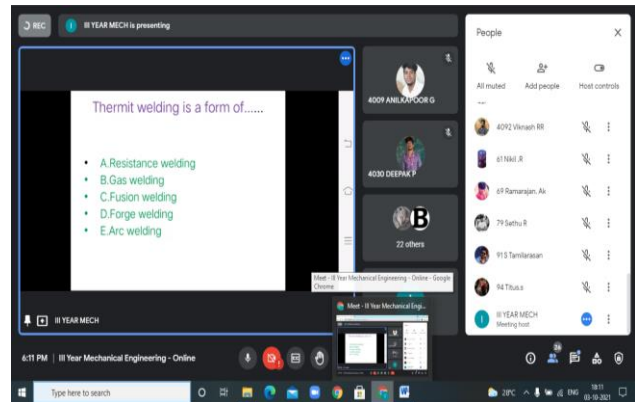 REC
III YEAR MECH is presenting
Thermit welding is a form of......
• A.Resistance welding
• B.Gas welding
• C.Fusion welding
• D.Forge welding
• E.Arc welding
III YEAR MECH
4009 ANILKAPOOR G
4030 DEEPAK P
B
22 others
Meet - III Year Mechanical Engineering - Online - Google
Chrome
Meet - III Year Mechanical Engi...
People
All muted
Add people
Host controls
4092 Viknash RR
61 Nikil .R
69 Ramarajan. Ak
79 Sethu R
913 Tamilarasan
94 Titus.s
III YEAR MECH
Meeting host
6:11 PM | III Year Mechanical Engineering - Online
26
Type here to search
28°C
ENG
18:11
03-10-2021